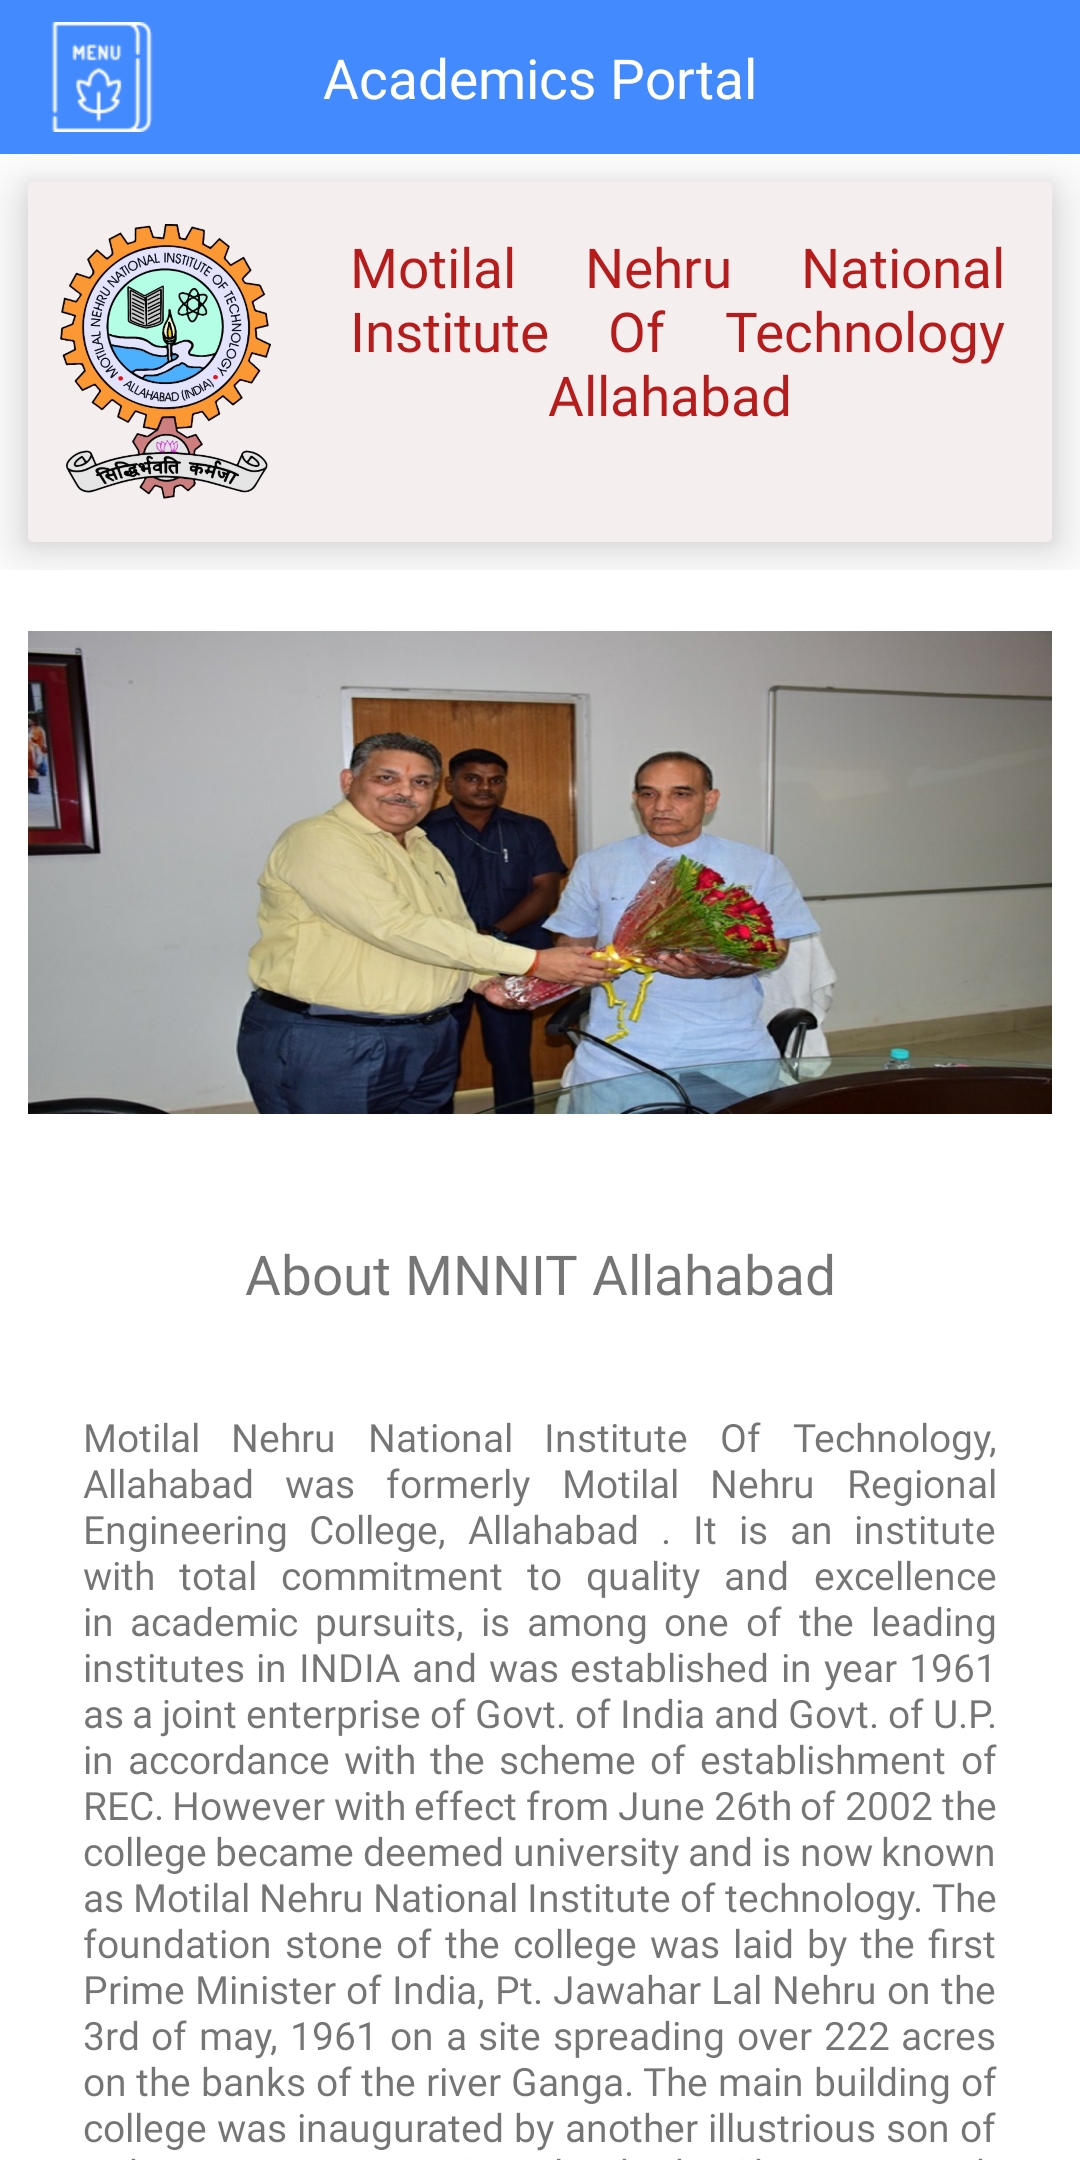 MENU
Academics Portal
MOTILAL NEHRU NATIONAL INSTITUTE OF TECHNOLOGY
ALLAHABAD (INDIA)
सिद्धिर्भवति कर्मजा
Motilal Nehru National
Institute Of Technology
Allahabad
About MNNIT Allahabad
Motilal Nehru National Institute Of Technology,
Allahabad was formerly Motilal Nehru Regional
Engineering College, Allahabad . It is an institute
with total commitment to quality and excellence
in academic pursuits, is among one of the leading
institutes in INDIA and was established in year 1961
as a joint enterprise of Govt. of India and Govt. of U.P.
in accordance with the scheme of establishment of
REC. However with effect from June 26th of 2002 the
college became deemed university and is now known
as Motilal Nehru National Institute of technology. The
foundation stone of the college was laid by the first
Prime Minister of India, Pt. Jawahar Lal Nehru on the
3rd of may, 1961 on a site spreading over 222 acres
on the banks of the river Ganga. The main building of
college was inaugurated by another illustrious son of